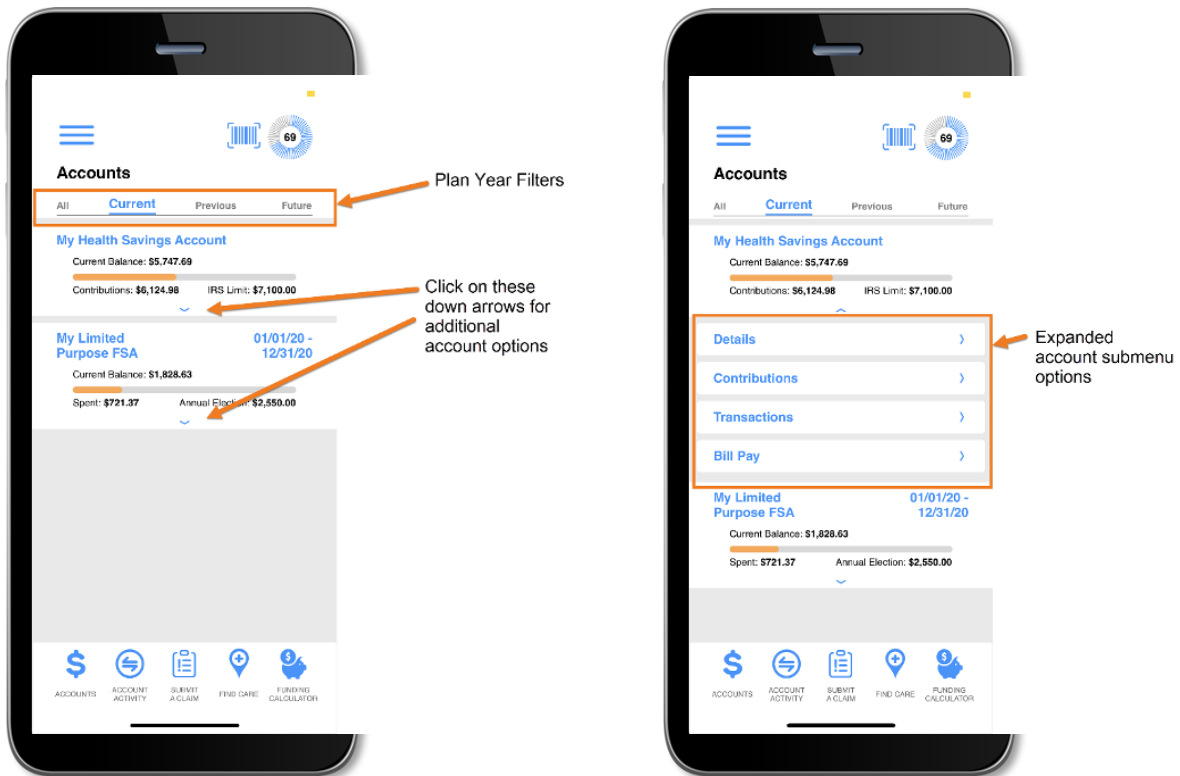 69
Accounts
All Current Previous Future
My Health Savings Account
Current Balance: $5,747.69
Contributions: $6,124.98 IRS Limit: $7,100.00
My Limited
Purpose FSA
01/01/20 -
12/31/20
Current Balance: $1,828.63
Spent: $721.37 Annual Election: $2,550.00
ACCOUNTS
ACCOUNT
ACTIVITY
SUBMIT
A CLAIM
FIND CARE
FUNDING
CALCULATOR
Plan Year Filters
Click on these
down arrows for
additional
account options
69
Accounts
All Current Previous Future
My Health Savings Account
Current Balance: $5,747.69
Contributions: $6,124.98 IRS Limit: $7,100.00
Details
Contributions
Transactions
Bill Pay
My Limited
Purpose FSA
01/01/20 -
12/31/20
Current Balance: $1,828.63
Spent: $721.37 Annual Election: $2,550.00
ACCOUNTS
ACCOUNT
ACTIVITY
SUBMIT
A CLAIM
FIND CARE
FUNDING
CALCULATOR
Expanded
account submenu
options